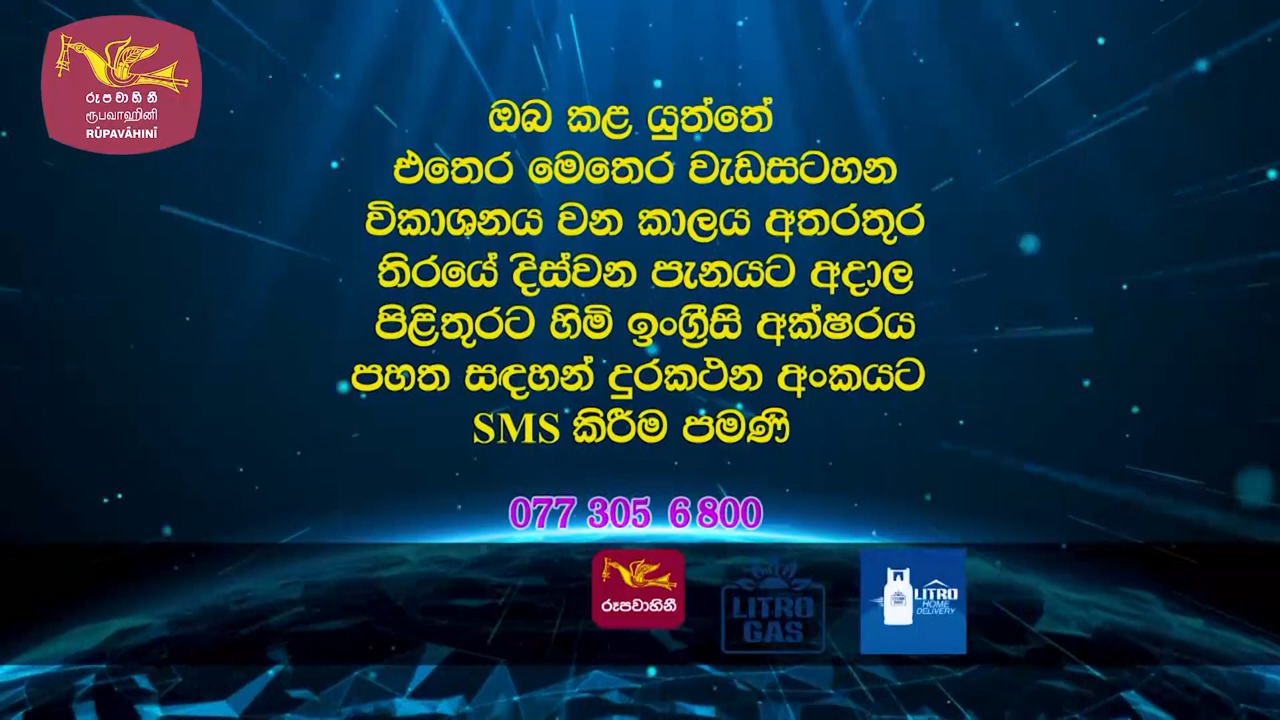 රූපවාහිනී
ரூபவாஹினி
RŪPAVĀHINĪ
ඔබ කළ යුත්තේ
එතෙර මෙතෙර වැඩසටහන
විකාශනය වන කාලය අතරතුර
තිරයේ දිස්වන පැනයට අදාල
පිළිතුරට හිමි ඉංග්‍රීසි අක්ෂරය
පහත සඳහන් දුරකථන අංකයට
SMS කිරීම පමණි
077 305 6800
රූපවාහිනී
LITRO
GAS
LITRO
HOME
DELIVERY